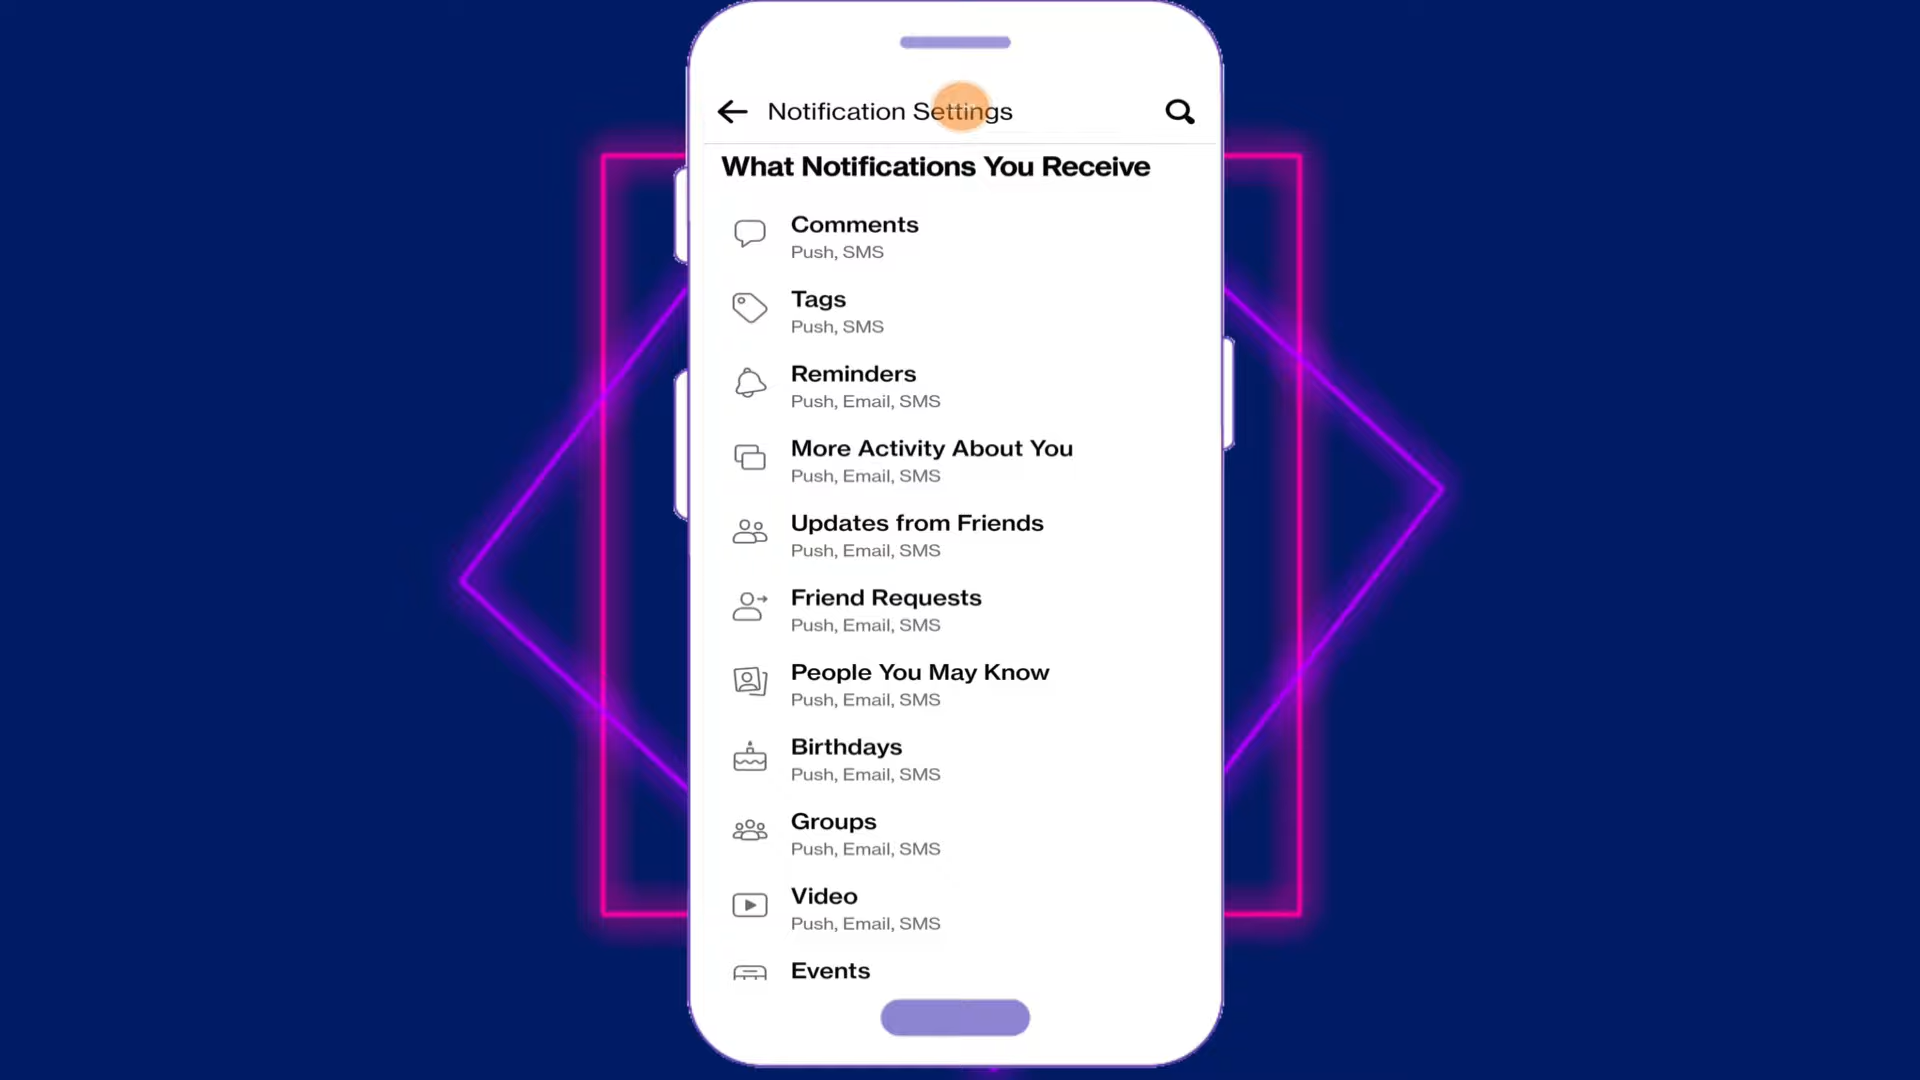 Notification Settings
What Notifications You Receive
Comments
Push, SMS
Tags
Push, SMS
Reminders
Push, Email, SMS
More Activity About You
Push, Email, SMS
Updates from Friends
Push, Email, SMS
Friend Requests
Push, Email, SMS
People You May Know
Push, Email, SMS
Birthdays
Push, Email, SMS
Groups
Push, Email, SMS
Video
Push, Email, SMS
Events